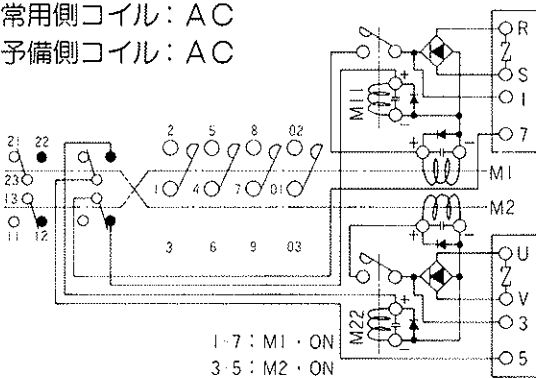 常用側コイル：AC
予備側コイル：AC
R
S
1
7
M11
+
−
+
−
M1
M2
+
−
21 22
23
13
11 12
2 5 8 02
1 4 7 01
3 6 9 03
U
V
3
5
M22
+
−
1·7：M1・ON
3·5：M2・ON